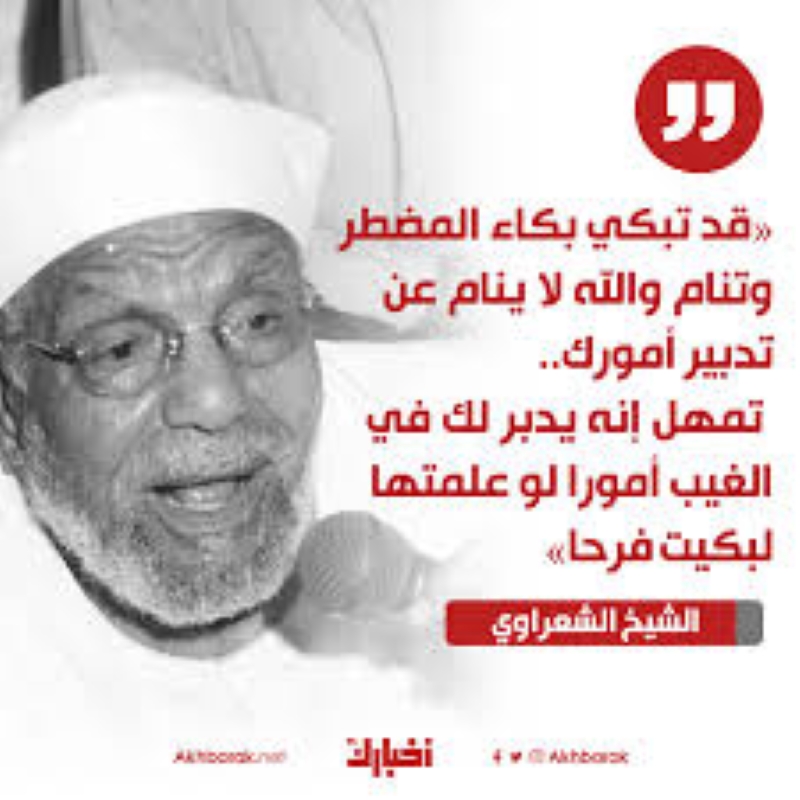 «قد تبكي بكاء المضطر
وتنام والله لا ينام عن
تدبير أمورك..
تمهل إنه يدبر لك في
الغيب أمورا لو علمتها
لبكيت فرحا»
الشيخ الشعراوي
Akhbarak.net
أخبارك
Akhbarak